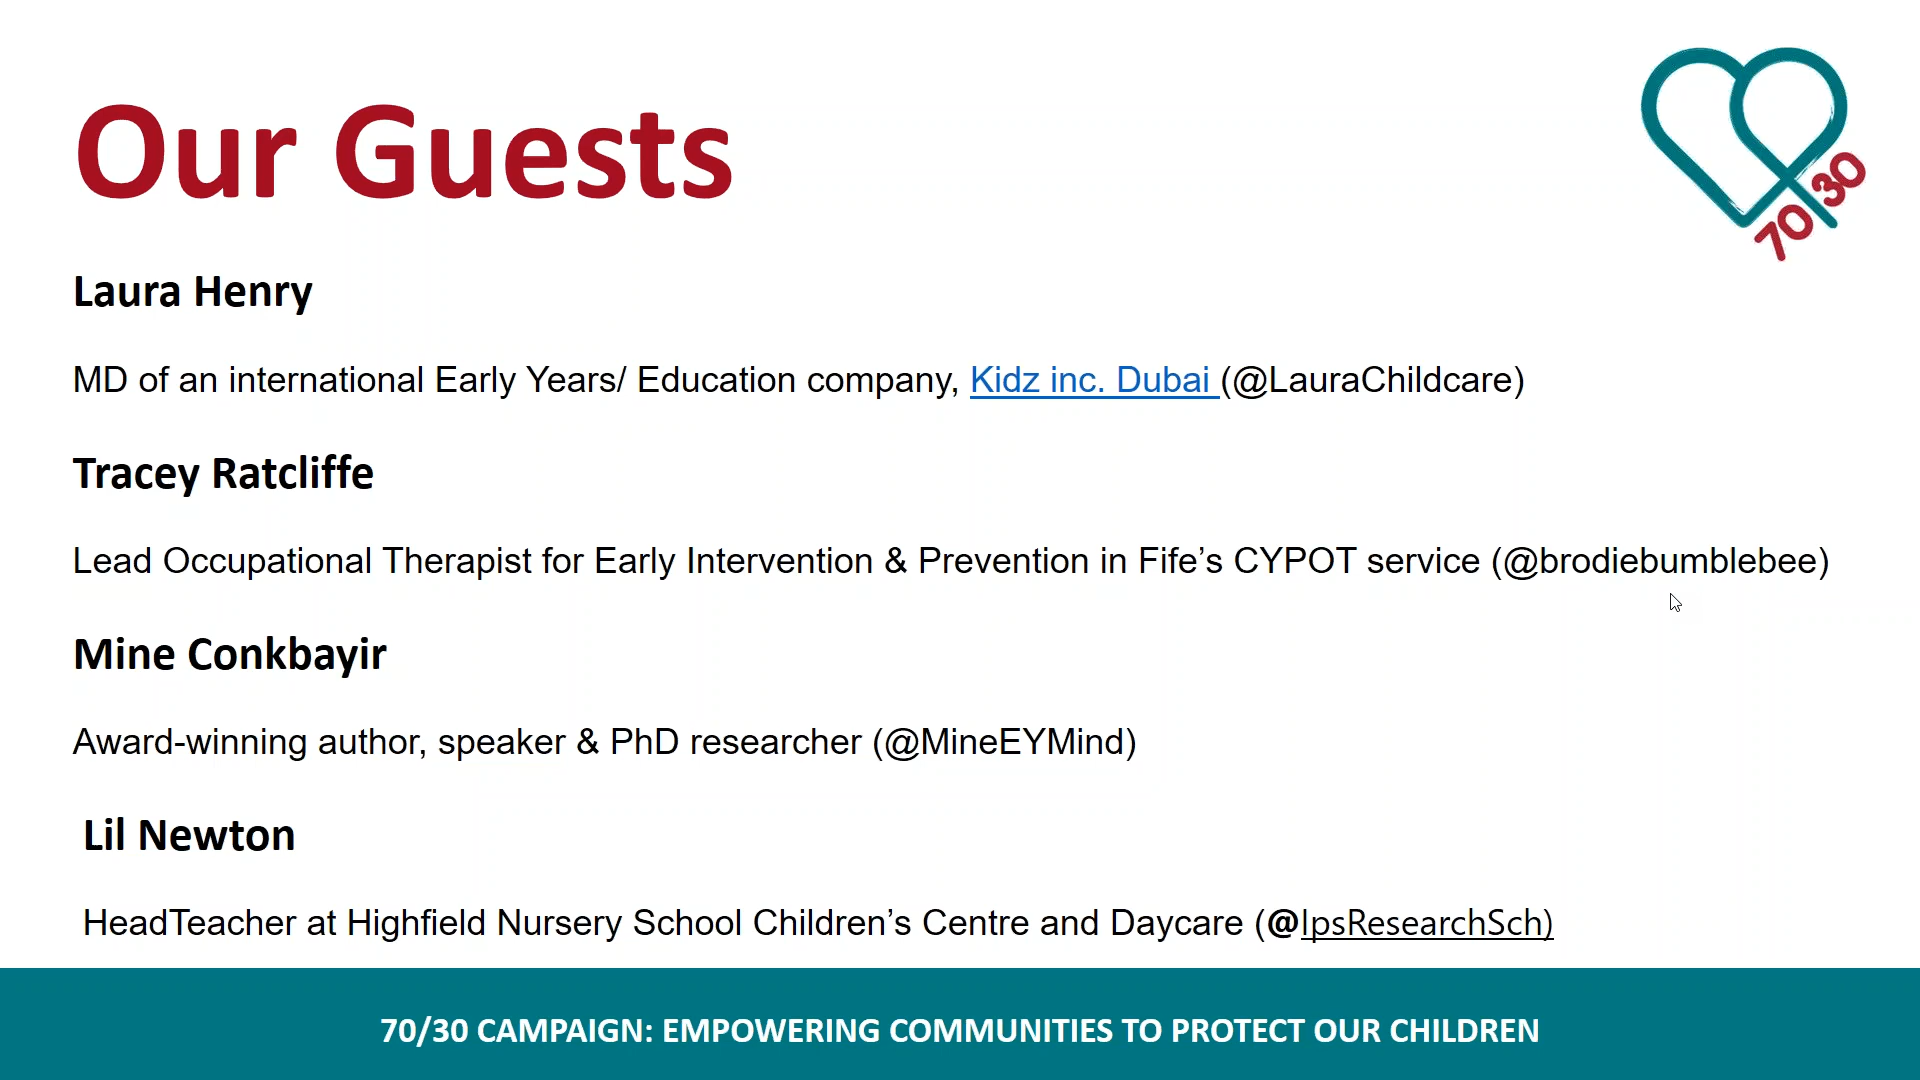 Our Guests
70/30
Laura Henry
MD of an international Early Years/ Education company, Kidz inc. Dubai (@LauraChildcare)
Tracey Ratcliffe
Lead Occupational Therapist for Early Intervention & Prevention in Fife’s CYPOT service (@brodiebumblebee)
Mine Conkbayir
Award-winning author, speaker & PhD researcher (@MineEYMind)
Lil Newton
HeadTeacher at Highfield Nursery School Children’s Centre and Daycare (@IpsResearchSch)
70/30 CAMPAIGN: EMPOWERING COMMUNITIES TO PROTECT OUR CHILDREN